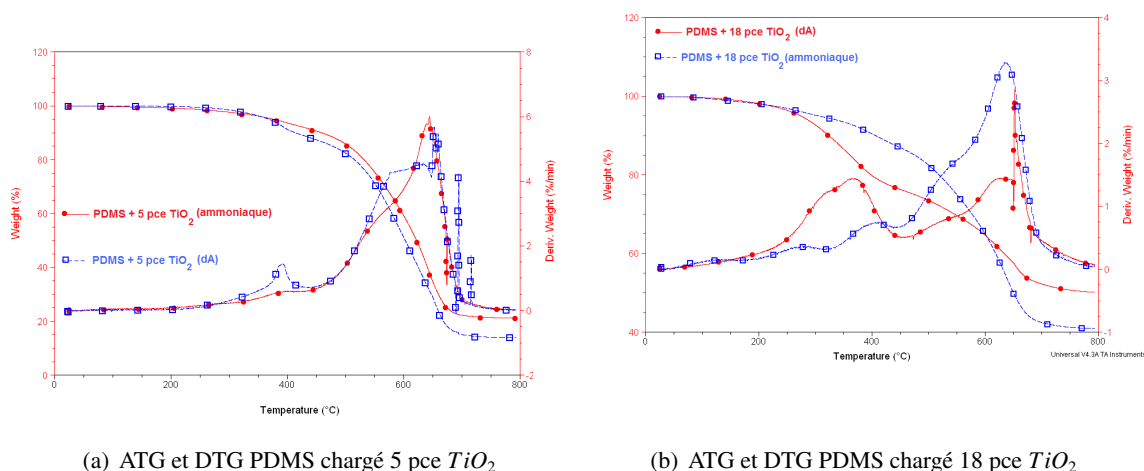 120
100
80
60
40
20
0
Weight (%)
8
6
4
2
0
-2
Deriv. Weight (%/min)
PDMS + 5 pce TiO2 (ammoniaque)
PDMS + 5 pce TiO2 (dA)
0 200 400 600 800
Temperature (°C)
120
100
80
60
40
Weight (%)
4
3
2
1
0
-1
Deriv. Weight (%/min)
PDMS + 18 pce TiO2 (dA)
PDMS + 18 pce TiO2 (ammoniaque)
0 200 400 600 800
Temperature (°C)
Universal V4.3A TA Instruments
(a) ATG et DTG PDMS chargé 5 pce TiO2
(b) ATG et DTG PDMS chargé 18 pce TiO2